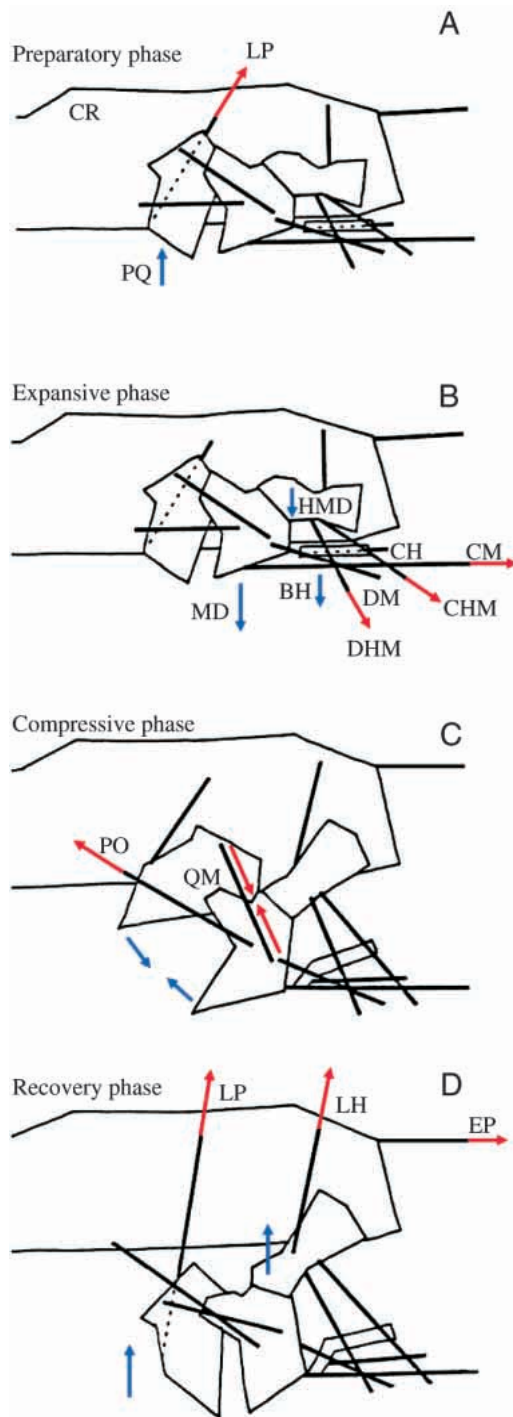 A
Preparatory phase
LP
CR
PQ
B
Expansive phase
HMD
CH
CM
MD
BH
DM
CHM
DHM
C
Compressive phase
PO
QM
D
Recovery phase
LP
LH
EP